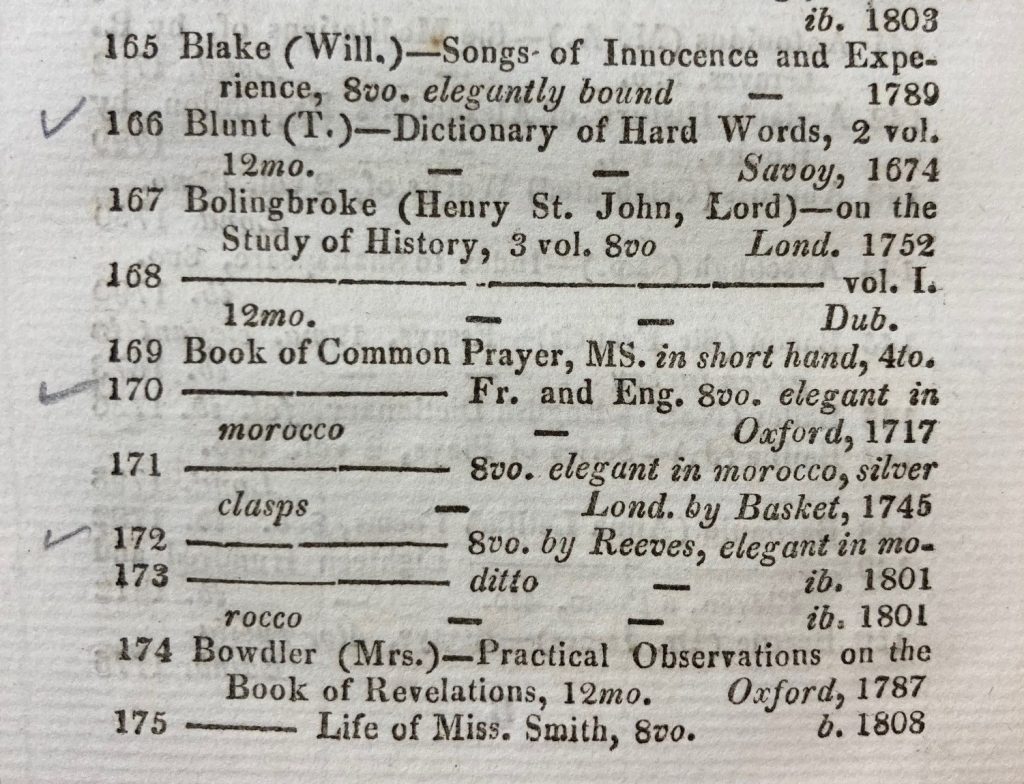 ib. 1803
165 Blake (Will.)—Songs of Innocence and Expe-
rience, 8vo. elegantly bound — 1789
166 Blunt (T.)—Dictionary of Hard Words, 2 vol.
12mo. — — Savoy, 1674
167 Bolingbroke (Henry St. John, Lord)—on the
Study of History, 3 vol. 8vo Lond. 1752
168 ————— vol. I.
12mo. — — Dub.
169 Book of Common Prayer, MS. in short hand, 4to.
170 ——— Fr. and Eng. 8vo. elegant in
morocco — Oxford, 1717
171 ——— 8vo. elegant in morocco, silver
clasps — Lond. by Basket, 1745
172 ——— 8vo. by Reeves, elegant in mo-
173 ——— ditto — ib. 1801
rocco — — ib. 1801
174 Bowdler (Mrs.)—Practical Observations on the
Book of Revelations, 12mo. Oxford, 1787
175 —— Life of Miss. Smith, 8vo. b. 1808